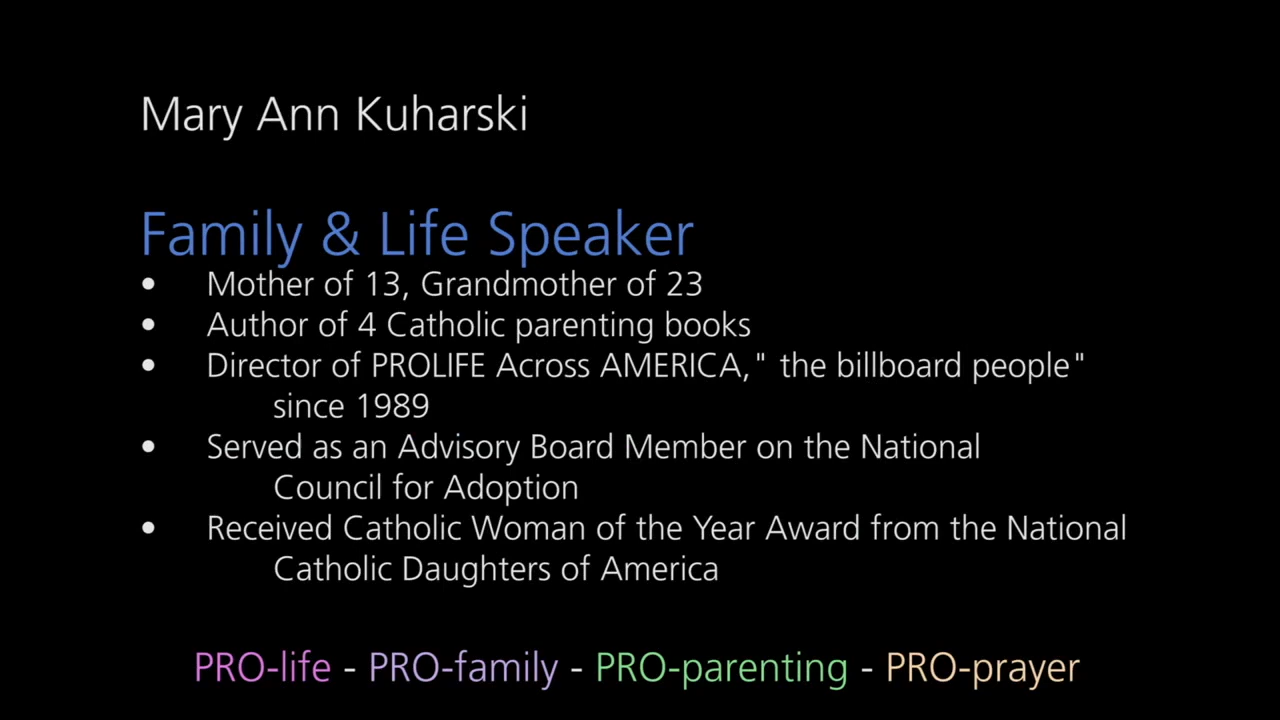 Mary Ann Kuharski
Family & Life Speaker
• Mother of 13, Grandmother of 23
• Author of 4 Catholic parenting books
• Director of PROLIFE Across AMERICA," the billboard people"
since 1989
• Served as an Advisory Board Member on the National
Council for Adoption
• Received Catholic Woman of the Year Award from the National
Catholic Daughters of America
PRO-life - PRO-family - PRO-parenting - PRO-prayer